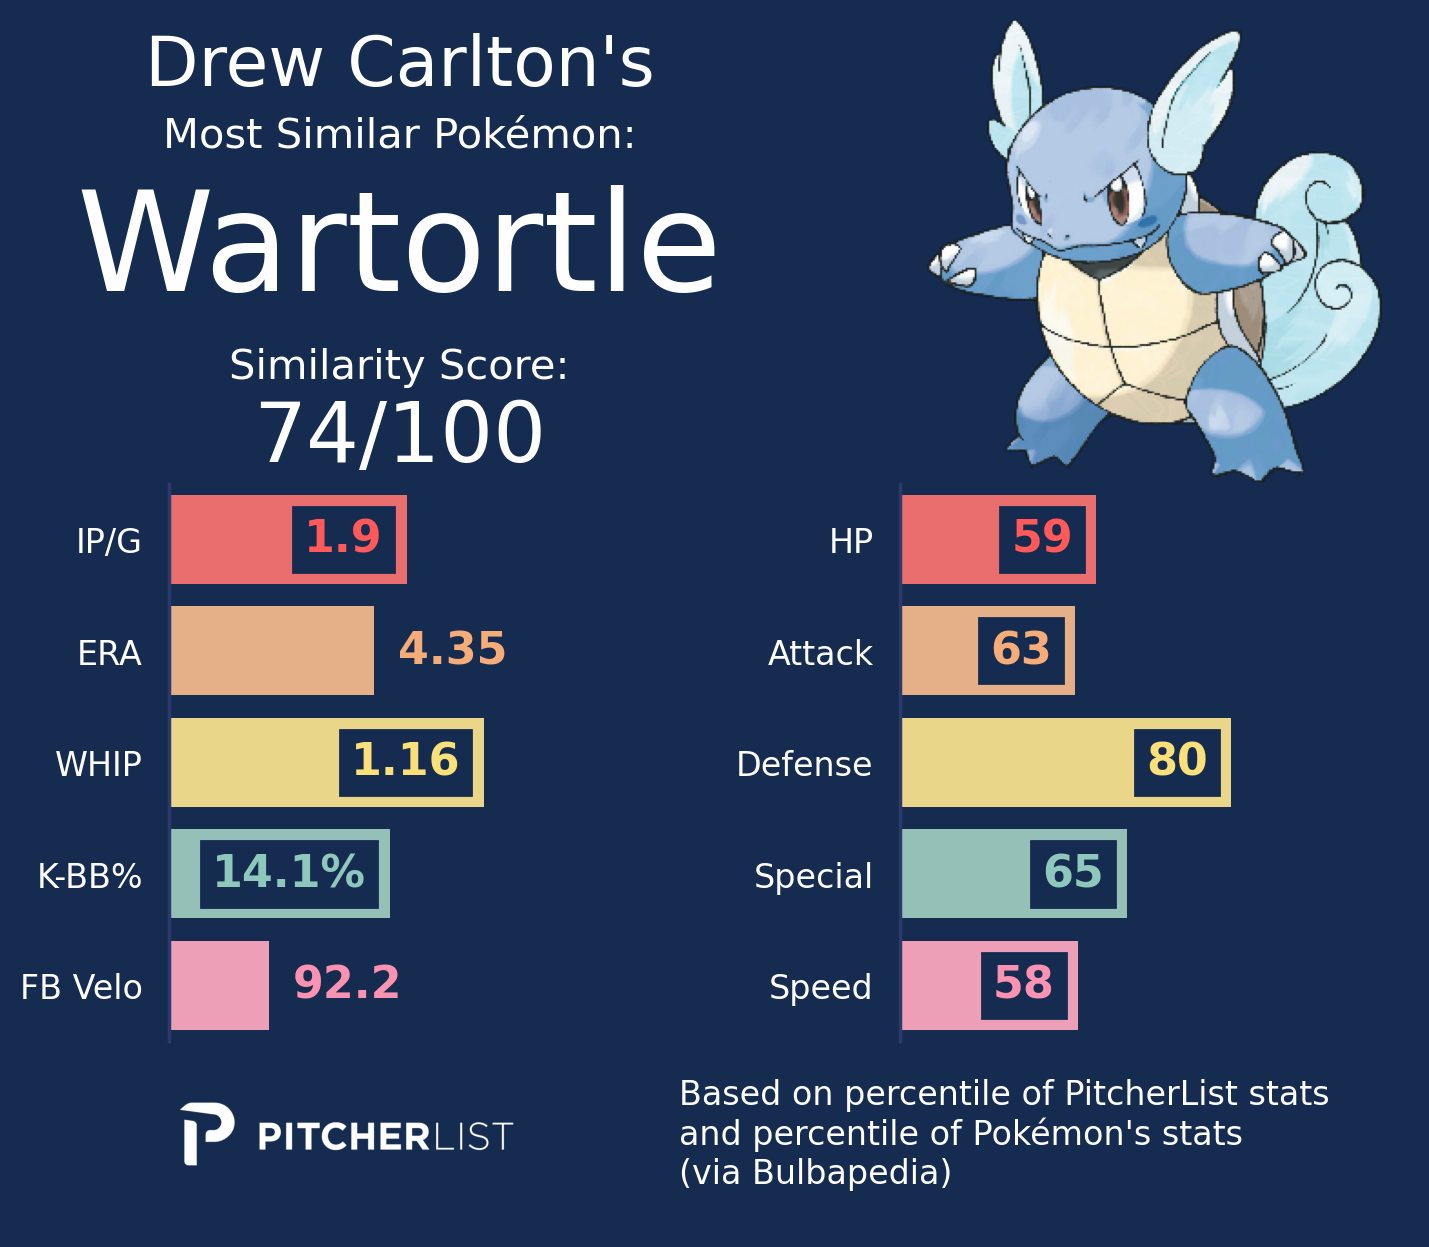 Drew Carlton's
Most Similar Pokémon:
Wartortle
Similarity Score:
74/100
IP/G 1.9
ERA 4.35
WHIP 1.16
K-BB% 14.1%
FB Velo 92.2
HP 59
Attack 63
Defense 80
Special 65
Speed 58
PITCHERLIST
Based on percentile of PitcherList stats
and percentile of Pokémon's stats
(via Bulbapedia)